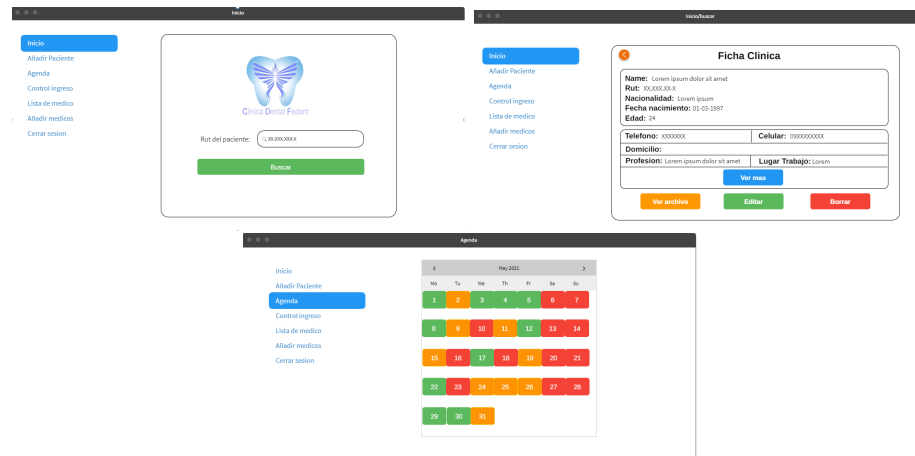 Inicio
Inicio
Añadir Paciente
Agenda
Control ingreso
Lista de medico
Añadir medicos
Cerrar sesion
Clinica Dental Fedent
Rut del paciente: XX.XXX.XXX-X
Buscar
Inicio/buscar
Inicio
Añadir Paciente
Agenda
Control ingreso
Lista de medico
Añadir medicos
Cerrar sesion
Ficha Clinica
Name: Lorem ipsum dolor sit amet
Rut: XX.XXX.XX-X
Nacionalidad: Lorem ipsum
Fecha nacimiento: 01-03-1997
Edad: 24
Telefono: XXXXXXX Celular: 09XXXXXXXX
Domicilio:
Profesion: Lorem ipsum dolor sit amet Lugar Trabajo: Lorem
Ver mas
Ver archivo Editar Borrar
Agenda
Inicio
Añadir Paciente
Agenda
Control ingreso
Lista de medico
Añadir medicos
Cerrar sesion
May 2021
Mo Tu We Th Fr Sa Su
1 2 3 4 5 6 7
8 9 10 11 12 13 14
15 16 17 18 19 20 21
22 23 24 25 26 27 28
29 30 31